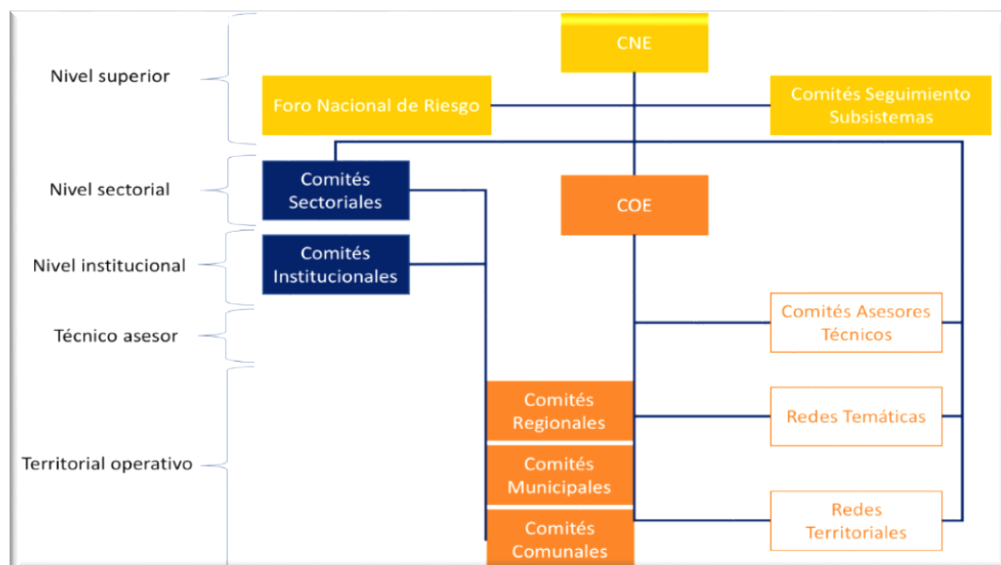 CNE
Nivel superior
Foro Nacional de Riesgo
Comités Seguimiento
Subsistemas
Nivel sectorial
Comités
Sectoriales
COE
Nivel institucional
Comités
Institucionales
Técnico asesor
Comités Asesores
Técnicos
Comités
Regionales
Redes Temáticas
Territorial operativo
Comités
Municipales
Redes
Territoriales
Comités
Comunales